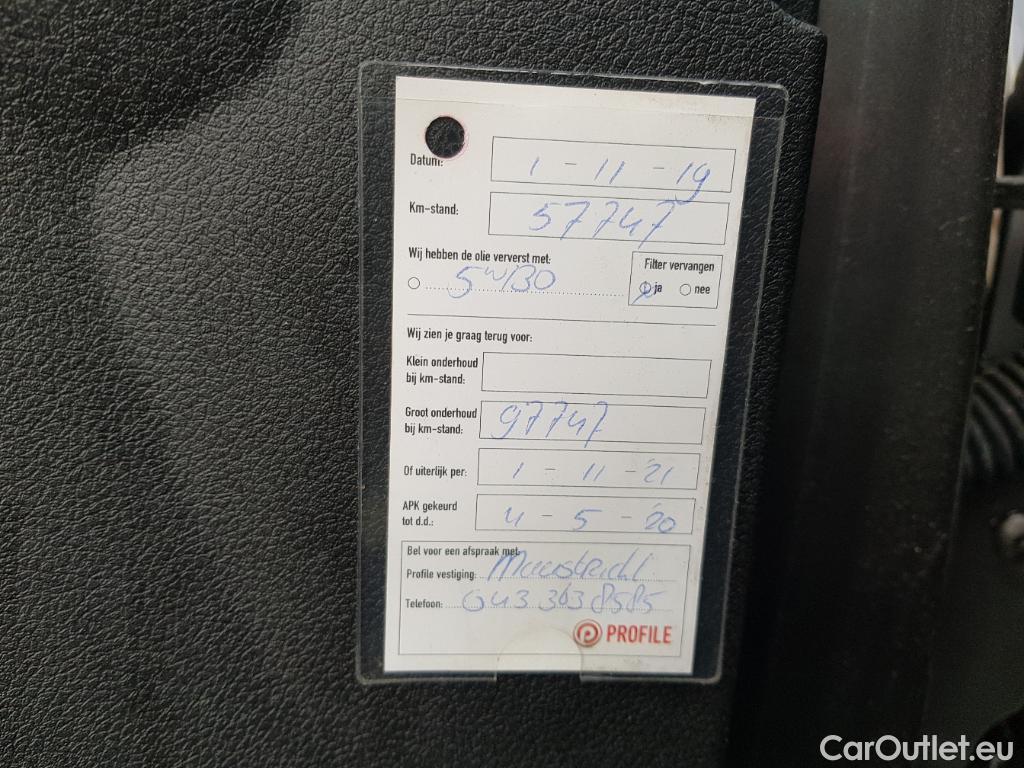 Datum: 1 - 11 - 19
Km-stand: 57747
Wij hebben de olie ververst met:
5W30
Filter vervangen
ja nee
Wij zien je graag terug voor:
Klein onderhoud
bij km-stand:
Groot onderhoud
bij km-stand: 97747
Of uiterlijk per: 1 - 11 - 21
APK gekeurd
tot d.d.: 4 - 5 - 20
Bel voor een afspraak met:
Profile vestiging: Maastricht
Telefoon: 043 363 8585
PROFILE
CarOutlet.eu